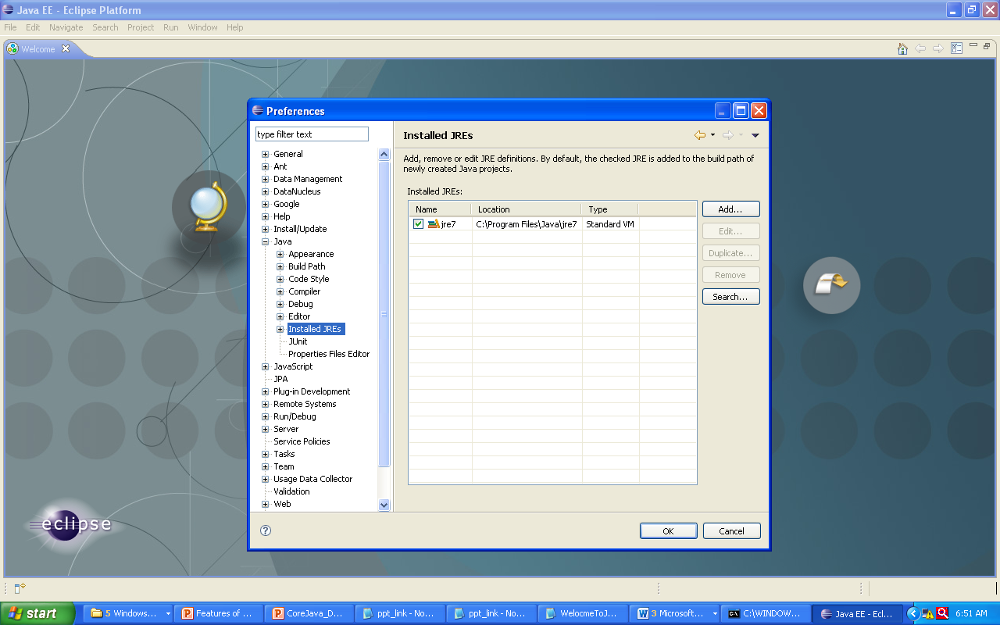 Java EE - Eclipse Platform
File Edit Navigate Search Project Run Window Help
Welcome
Preferences
type filter text
General
Ant
Data Management
DataNucleus
Google
Help
Install/Update
Java
Appearance
Build Path
Code Style
Compiler
Debug
Editor
Installed JREs
JUnit
Properties Files Editor
JavaScript
JPA
Plug-in Development
Remote Systems
Run/Debug
Server
Service Policies
Tasks
Team
Usage Data Collector
Validation
Web
Installed JREs
Add, remove or edit JRE definitions. By default, the checked JRE is added to the build path of
newly created Java projects.
Installed JREs:
Name Location Type
jre7 C:\Program Files\Java\jre7 Standard VM
Add...
Edit...
Duplicate...
Remove
Search...
OK Cancel
eclipse
start 5 Windows... Features of ... CoreJava_D... ppt_link - No... ppt_link - No... WelocmeToJ... 3 Microsoft... C:\WINDOW... Java EE - Ecl... 6:51 AM